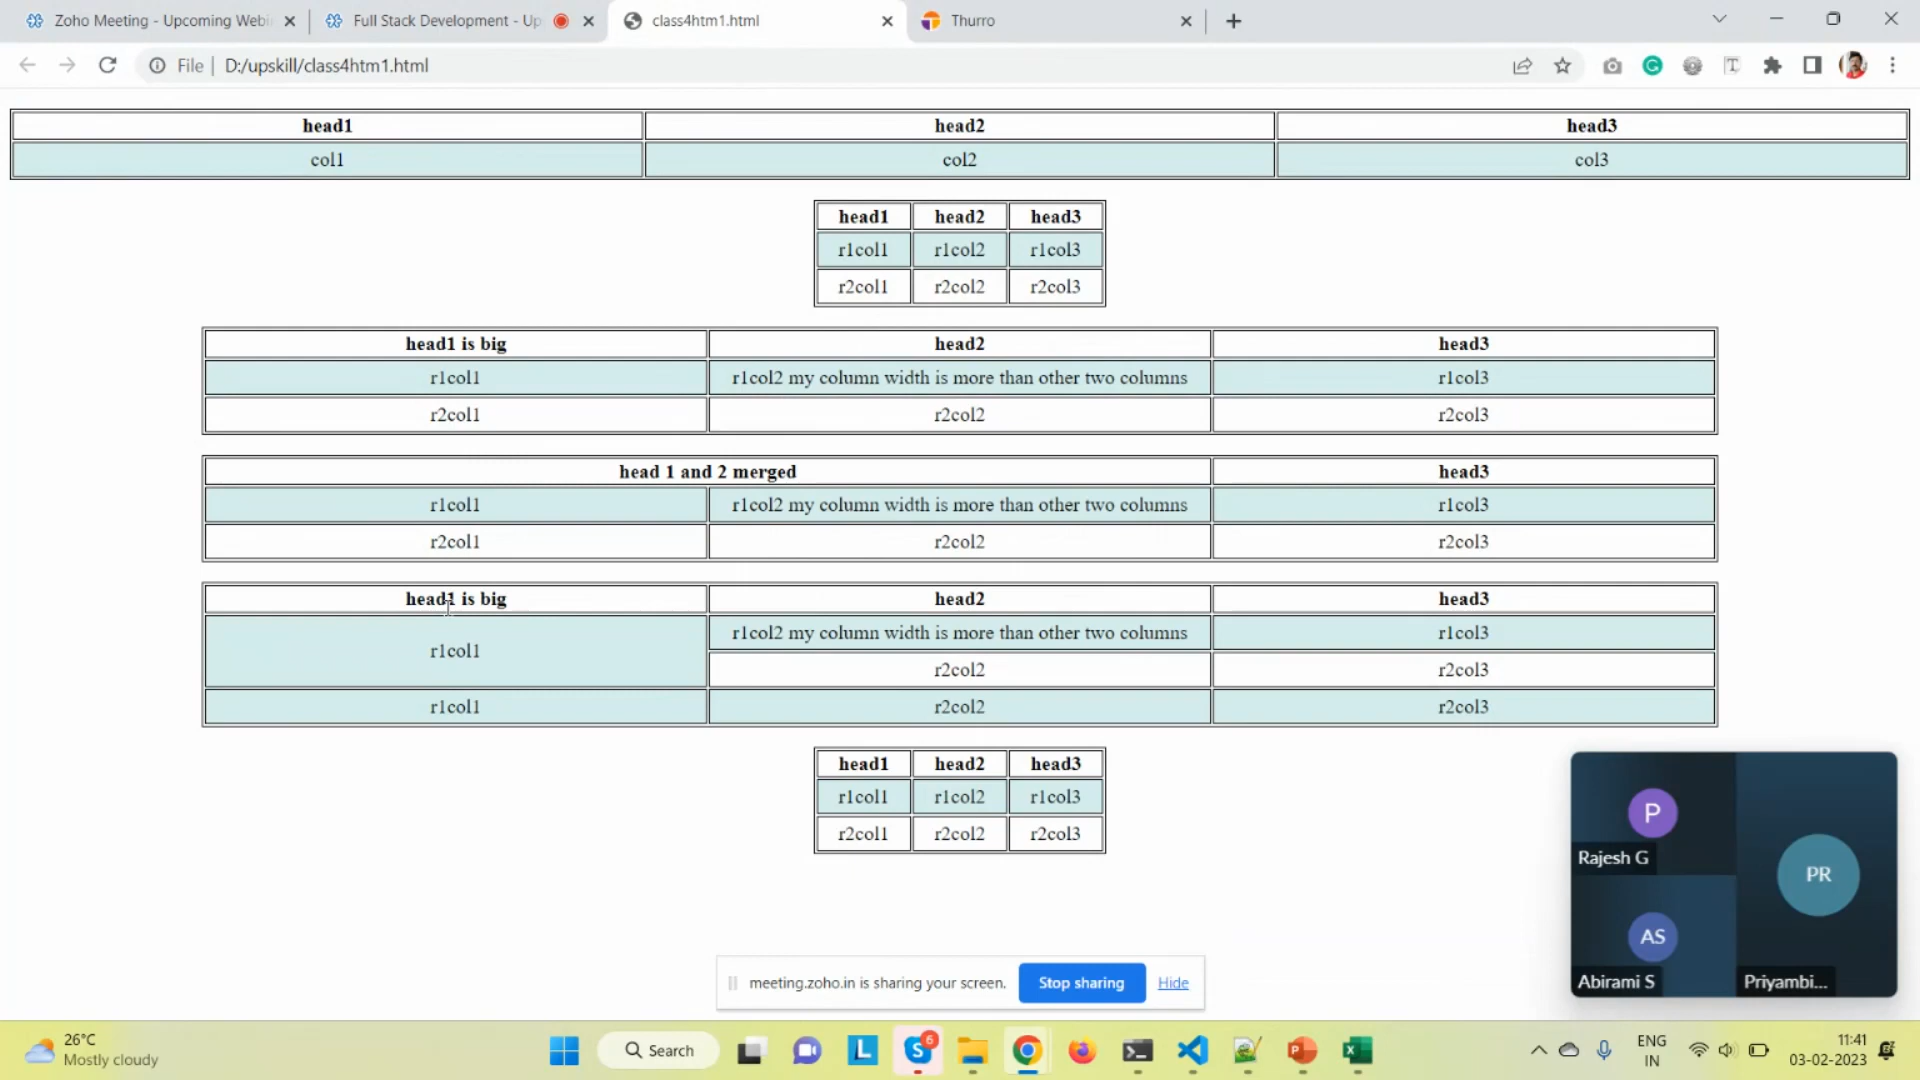 Zoho Meeting - Upcoming Webi
Full Stack Development - Up
class4htm1.html
Thurro
File | D:/upskill/class4htm1.html
head1 head2 head3
col1 col2 col3
head1 head2 head3
r1col1 r1col2 r1col3
r2col1 r2col2 r2col3
head1 is big head2 head3
r1col1 r1col2 my column width is more than other two columns r1col3
r2col1 r2col2 r2col3
head 1 and 2 merged head3
r1col1 r1col2 my column width is more than other two columns r1col3
r2col1 r2col2 r2col3
head1 is big head2 head3
r1col1 r1col2 my column width is more than other two columns r1col3
r2col2 r2col3
r1col1 r2col2 r2col3
head1 head2 head3
r1col1 r1col2 r1col3
r2col1 r2col2 r2col3
P
Rajesh G
PR
AS
Abirami S
Priyambi...
meeting.zoho.in is sharing your screen. Stop sharing Hide
26°C
Mostly cloudy
Search
6
ENG
IN
11:41
03-02-2023